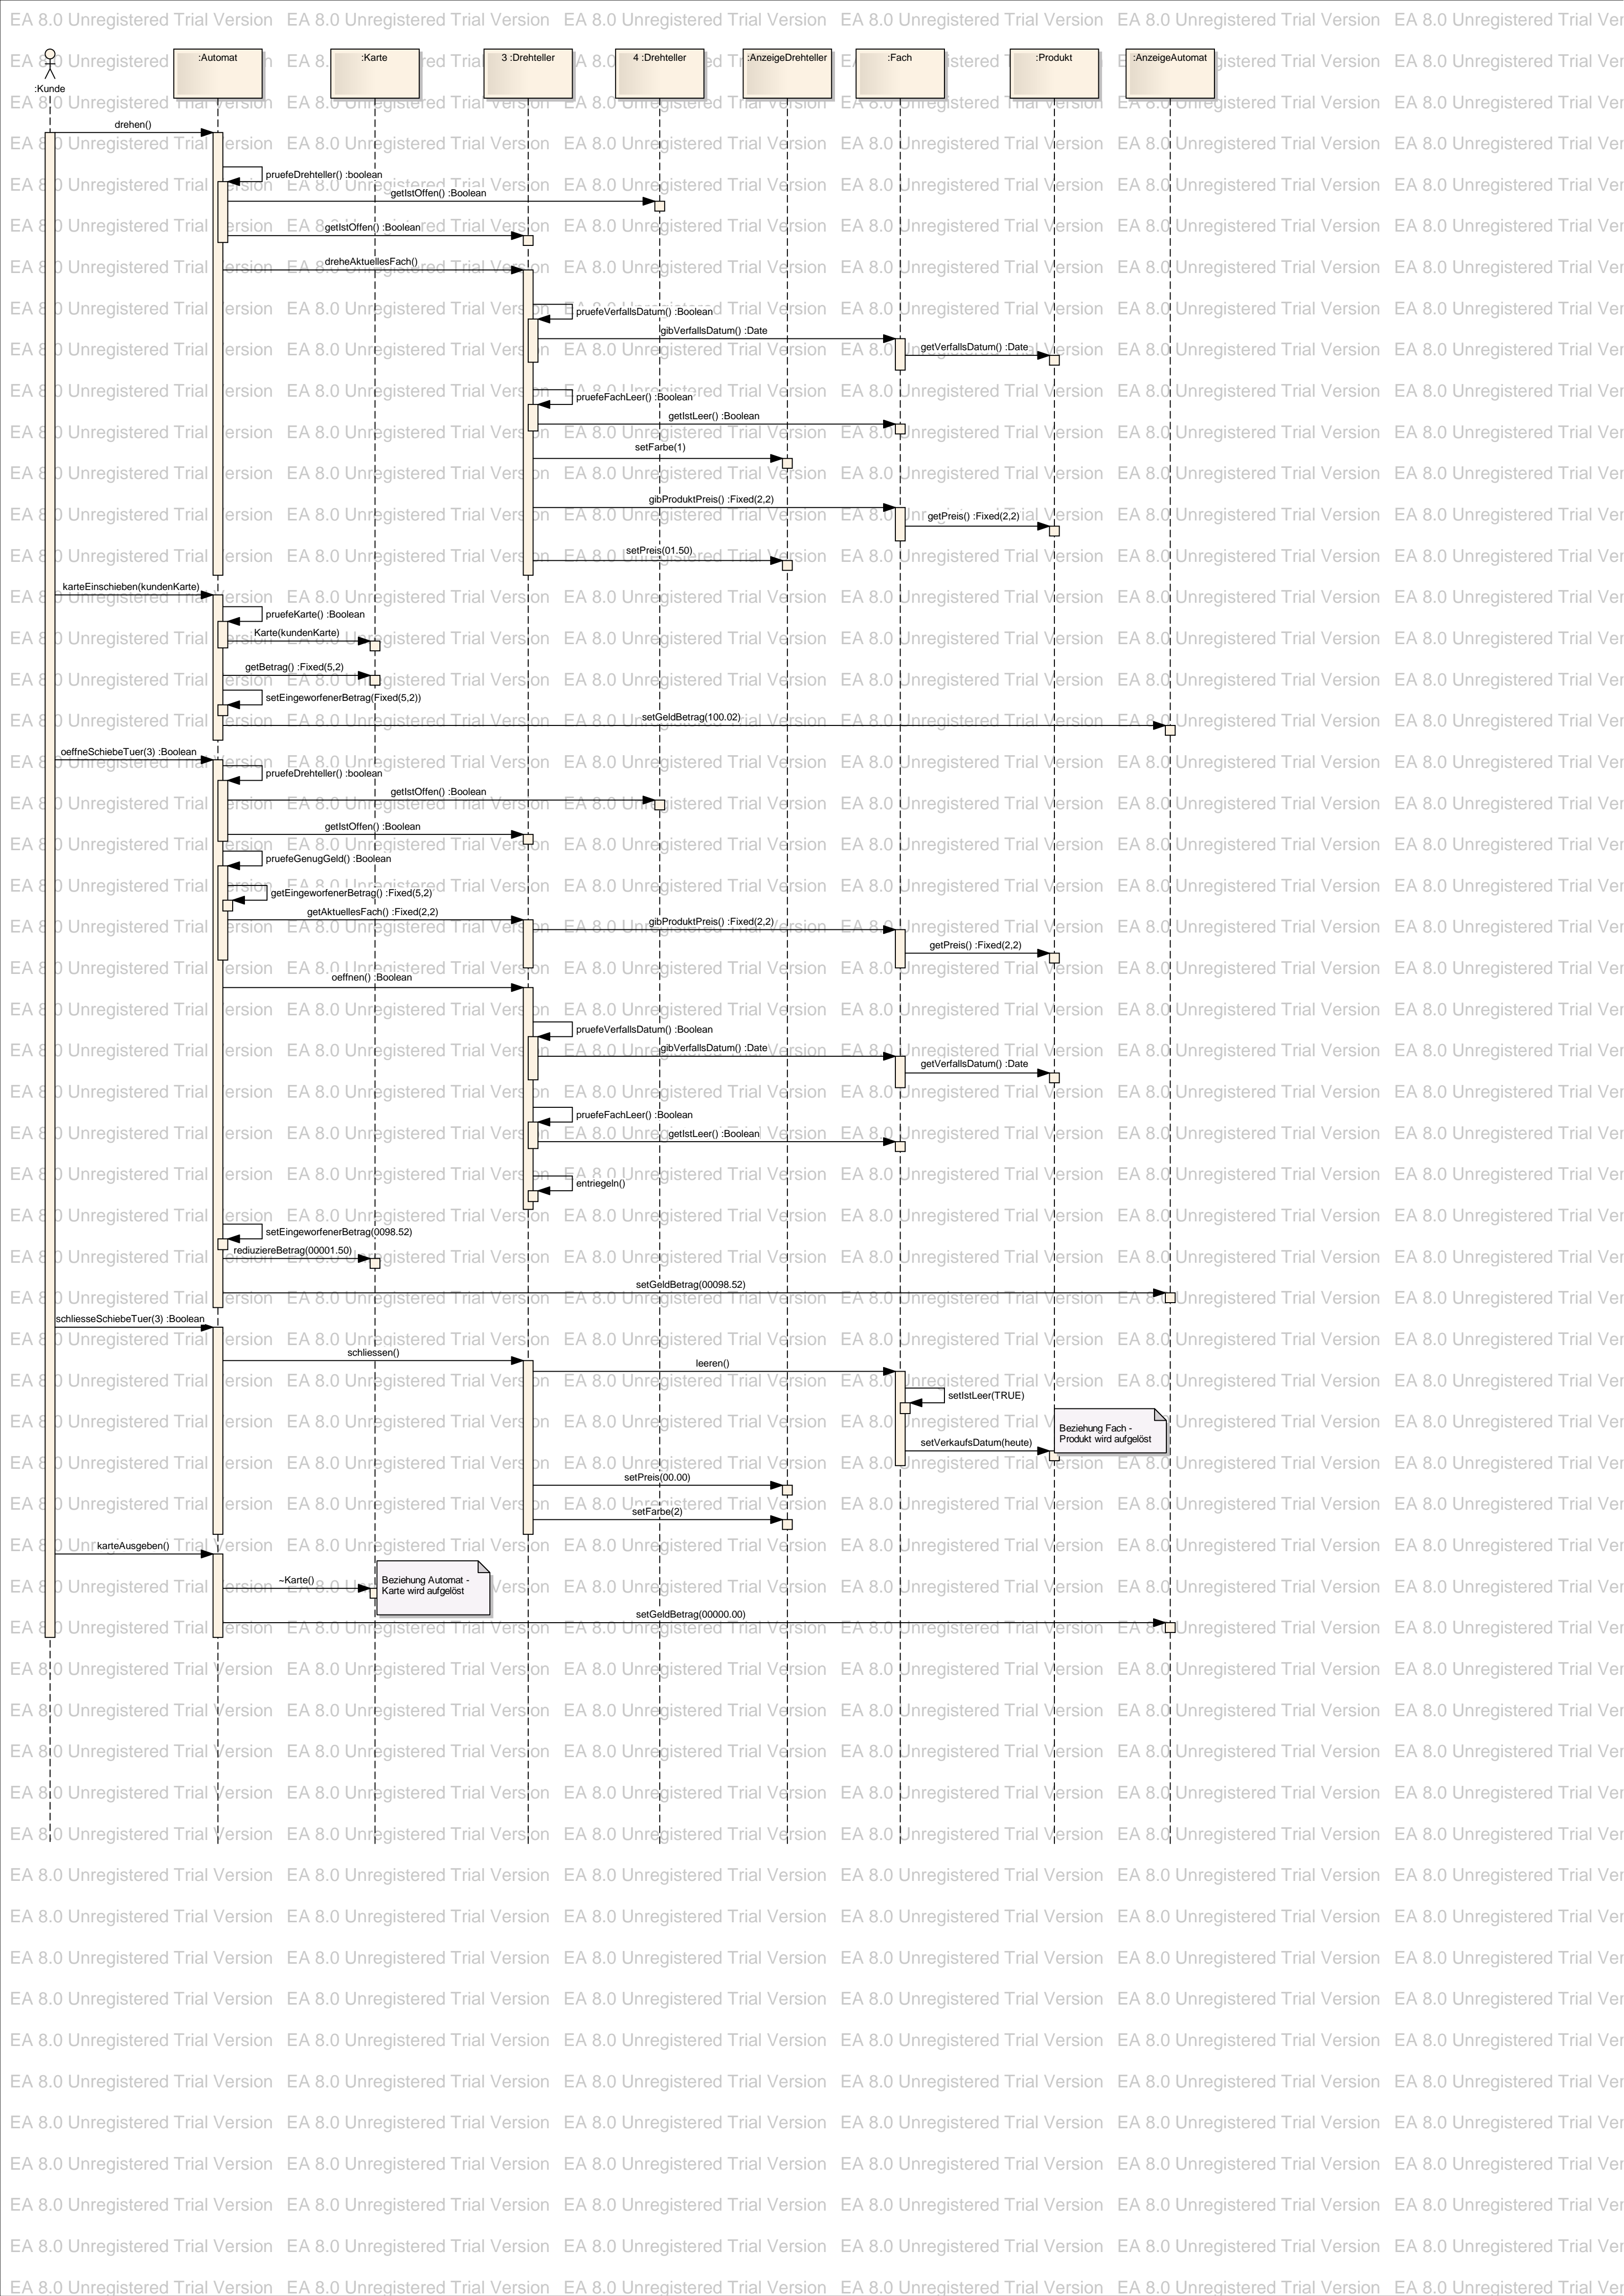 EA 8.0 Unregistered Trial Version
:Kunde
:Automat
:Karte
3 :Drehteller
4 :Drehteller
:AnzeigeDrehteller
:Fach
:Produkt
:AnzeigeAutomat
drehen()
pruefeDrehteller() :boolean
getIstOffen() :Boolean
getIstOffen() :Boolean
dreheAktuellesFach()
pruefeVerfallsDatum() :Boolean
gibVerfallsDatum() :Date
getVerfallsDatum() :Date
pruefeFachLeer() :Boolean
getIstLeer() :Boolean
setFarbe(1)
gibProduktPreis() :Fixed(2,2)
getPreis() :Fixed(2,2)
setPreis(01.50)
karteEinschieben(kundenKarte)
pruefeKarte() :Boolean
Karte(kundenKarte)
getBetrag() :Fixed(5,2)
setEingeworfenerBetrag(Fixed(5,2))
setGeldBetrag(100.02)
oeffneSchiebeTuer(3) :Boolean
pruefeDrehteller() :boolean
getIstOffen() :Boolean
getIstOffen() :Boolean
pruefeGenugGeld() :Boolean
getEingeworfenerBetrag() :Fixed(5,2)
getAktuellesFach() :Fixed(2,2)
gibProduktPreis() :Fixed(2,2)
getPreis() :Fixed(2,2)
oeffnen() :Boolean
pruefeVerfallsDatum() :Boolean
gibVerfallsDatum() :Date
getVerfallsDatum() :Date
pruefeFachLeer() :Boolean
getIstLeer() :Boolean
entriegeln()
setEingeworfenerBetrag(0098.52)
rediuziereBetrag(00001.50)
setGeldBetrag(00098.52)
schliesseSchiebeTuer(3) :Boolean
schliessen()
leeren()
setIstLeer(TRUE)
Beziehung Fach -
Produkt wird aufgelöst
setVerkaufsDatum(heute)
setPreis(00.00)
setFarbe(2)
karteAusgeben()
~Karte()
Beziehung Automat -
Karte wird aufgelöst
setGeldBetrag(00000.00)